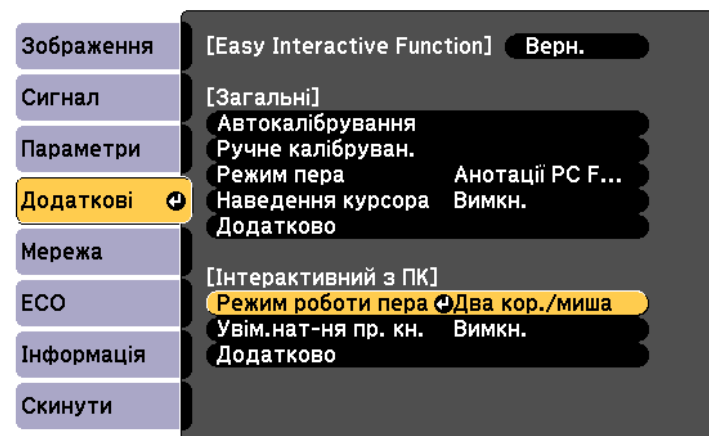 Зображення
Сигнал
Параметри
Додаткові
Мережа
ECO
Інформація
Скинути
[Easy Interactive Function] Верн.
[Загальні]
Автокалібрування
Ручне калібруван.
Режим пера Анотації PC F...
Наведення курсора Вимкн.
Додатково
[Інтерактивний з ПК]
Режим роботи пера Два кор./миша
Увім.нат-ня пр. кн. Вимкн.
Додатково